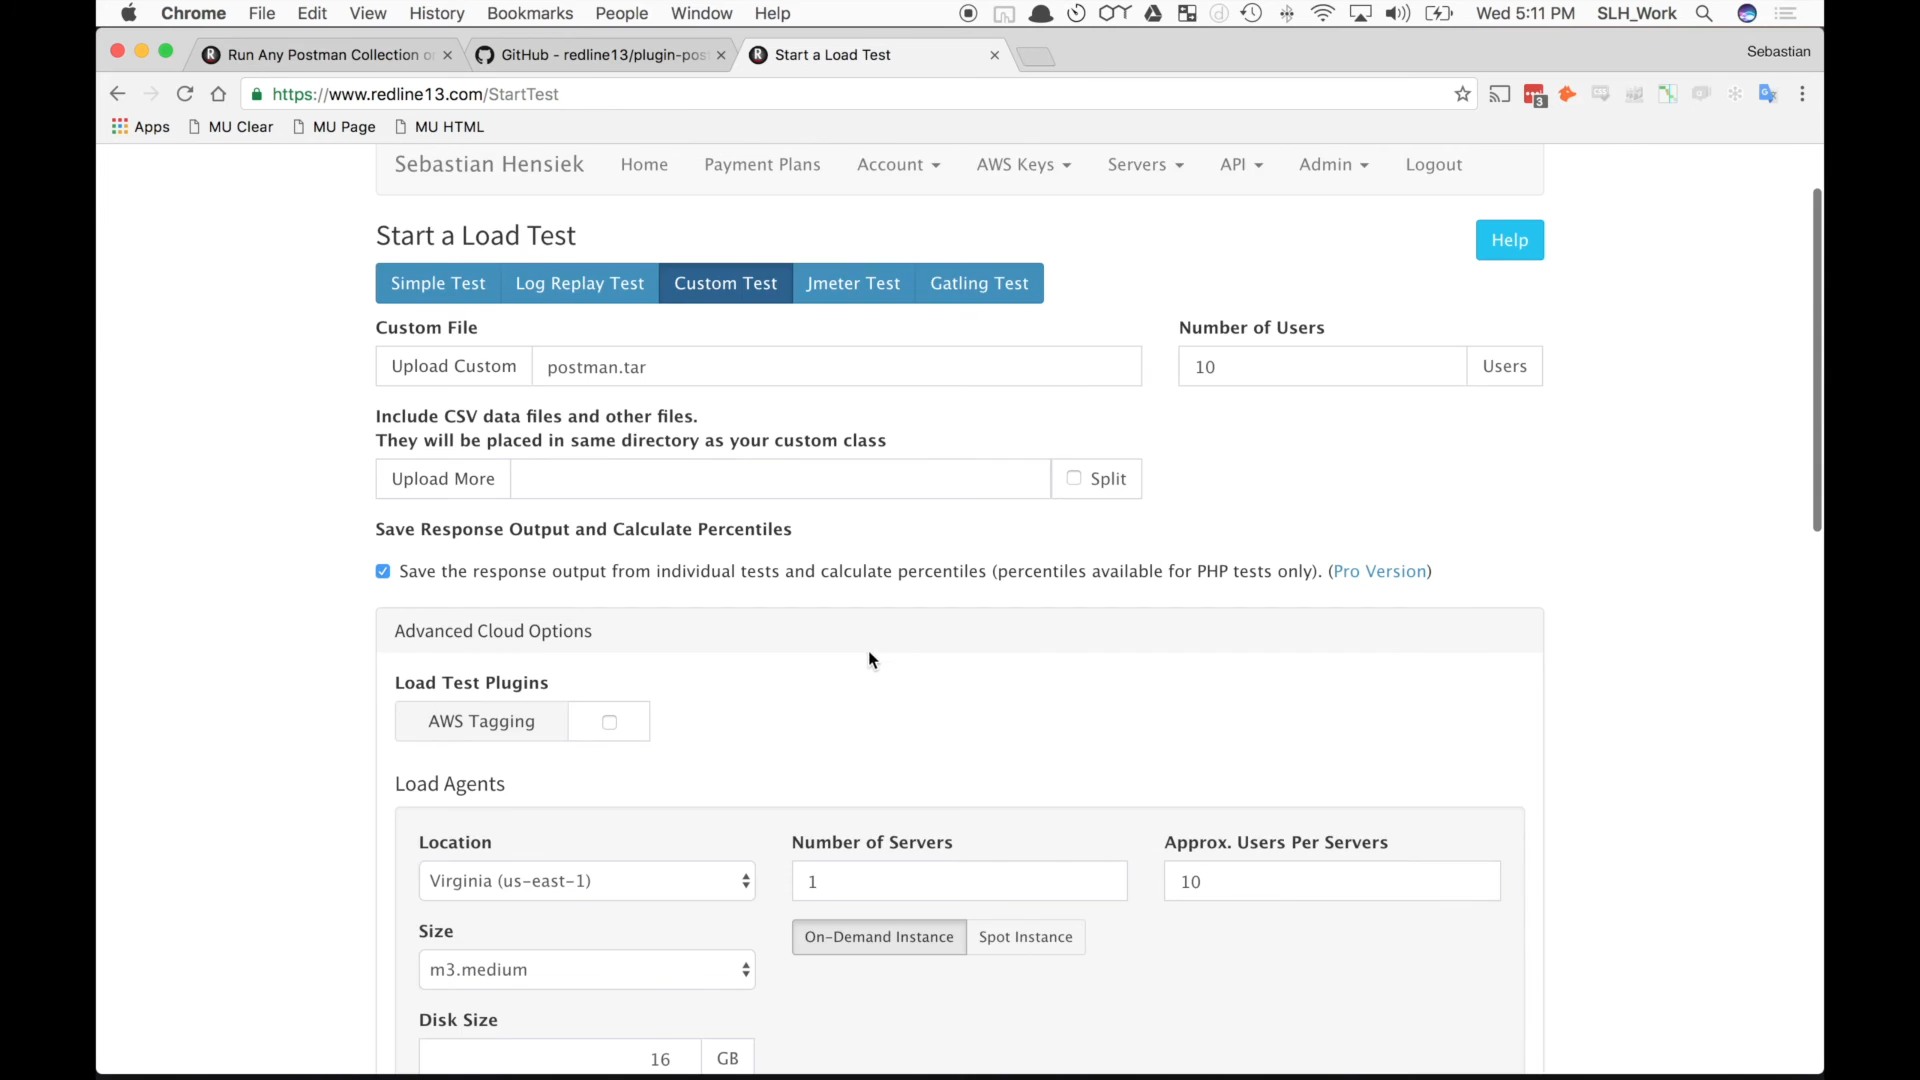 Chrome File Edit View History Bookmarks People Window Help Wed 5:11 PM SLH_Work
Run Any Postman Collection o GitHub - redline13/plugin-pos Start a Load Test Sebastian
https://www.redline13.com/StartTest 3
Apps MU Clear MU Page MU HTML
Sebastian Hensiek Home Payment Plans Account AWS Keys Servers API Admin Logout
Start a Load Test Help
Simple Test Log Replay Test Custom Test Jmeter Test Gatling Test
Custom File Number of Users
Upload Custom postman.tar 10 Users
Include CSV data files and other files.
They will be placed in same directory as your custom class
Upload More Split
Save Response Output and Calculate Percentiles
Save the response output from individual tests and calculate percentiles (percentiles available for PHP tests only). (Pro Version)
Advanced Cloud Options
Load Test Plugins
AWS Tagging
Load Agents
Location Number of Servers Approx. Users Per Servers
Virginia (us-east-1) 1 10
Size On-Demand Instance Spot Instance
m3.medium
Disk Size
16 GB